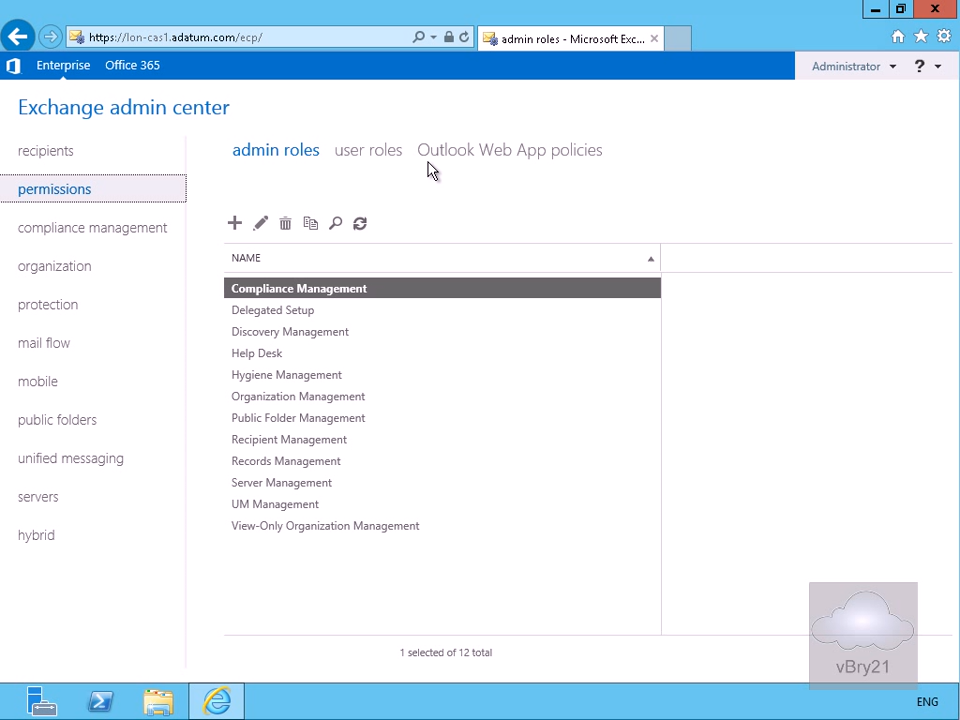 https://lon-cas1.adatum.com/ecp/
admin roles - Microsoft Exc...
Enterprise
Office 365
Administrator
?
Exchange admin center
recipients
permissions
compliance management
organization
protection
mail flow
mobile
public folders
unified messaging
servers
hybrid
admin roles
user roles
Outlook Web App policies
NAME
Compliance Management
Delegated Setup
Discovery Management
Help Desk
Hygiene Management
Organization Management
Public Folder Management
Recipient Management
Records Management
Server Management
UM Management
View-Only Organization Management
1 selected of 12 total
vBry21
ENG